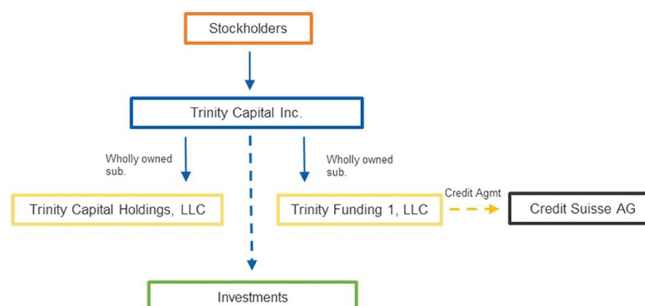 Stockholders
Trinity Capital Inc.
Wholly owned
sub.
Wholly owned
sub.
Credit Agmt
Trinity Capital Holdings, LLC
Trinity Funding 1, LLC
Credit Suisse AG
Investments